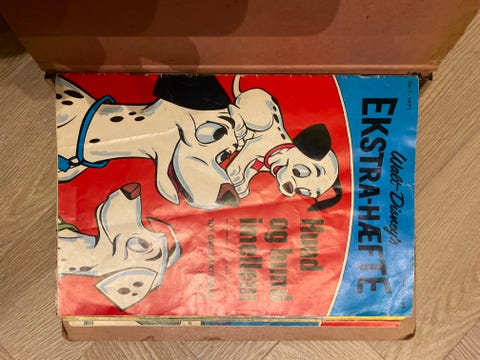 Walt Disney's
EKSTRA-HÆFTE
Hund
og hund
imellem